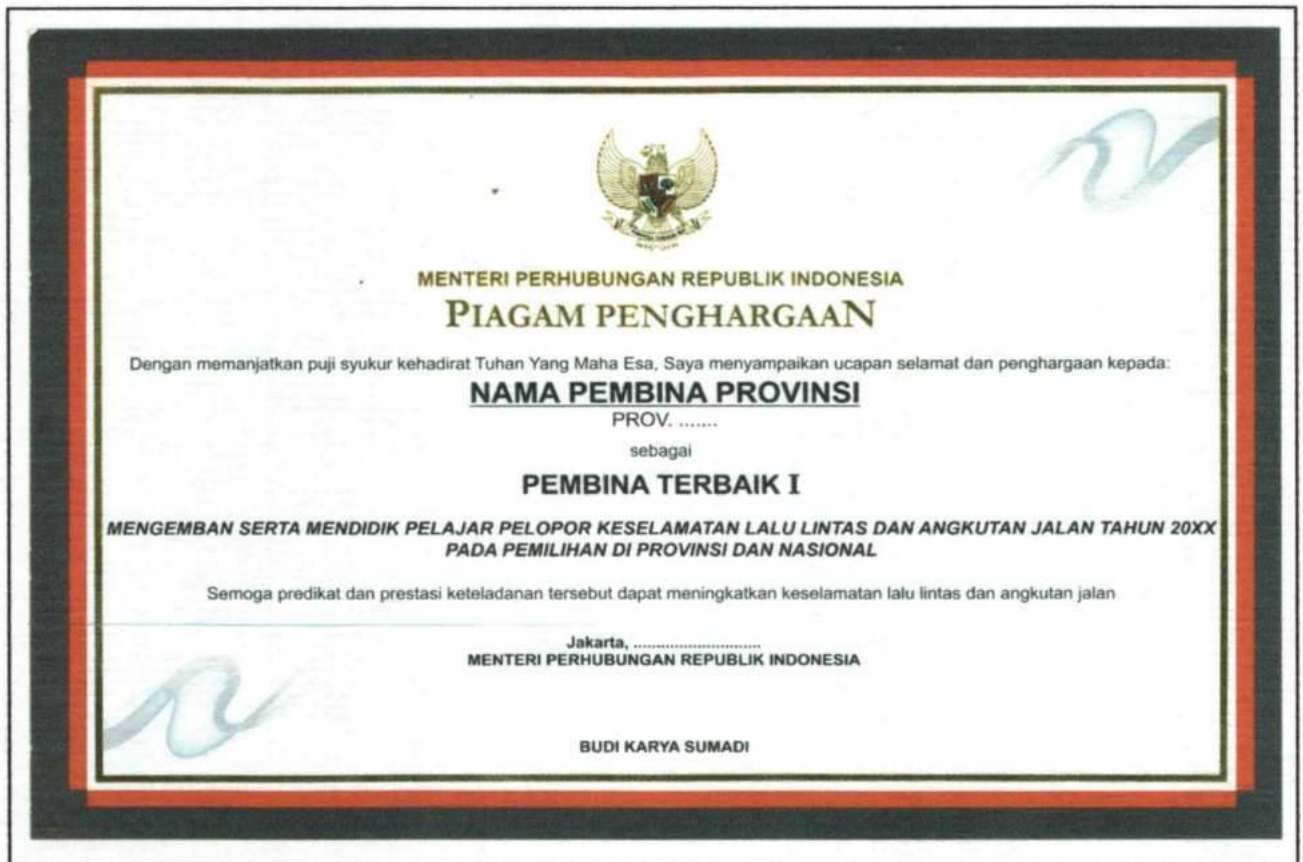 MENTERI PERHUBUNGAN REPUBLIK INDONESIA
PIAGAM PENGHARGAAN
Dengan memanjatkan puji syukur kehadirat Tuhan Yang Maha Esa, Saya menyampaikan ucapan selamat dan penghargaan kepada:
NAMA PEMBINA PROVINSI
PROV. .......
sebagai
PEMBINA TERBAIK I
MENGEMBAN SERTA MENDIDIK PELAJAR PELOPOR KESELAMATAN LALU LINTAS DAN ANGKUTAN JALAN TAHUN 20XX
PADA PEMILIHAN DI PROVINSI DAN NASIONAL
Semoga predikat dan prestasi keteladanan tersebut dapat meningkatkan keselamatan lalu lintas dan angkutan jalan
Jakarta, ............................
MENTERI PERHUBUNGAN REPUBLIK INDONESIA
BUDI KARYA SUMADI